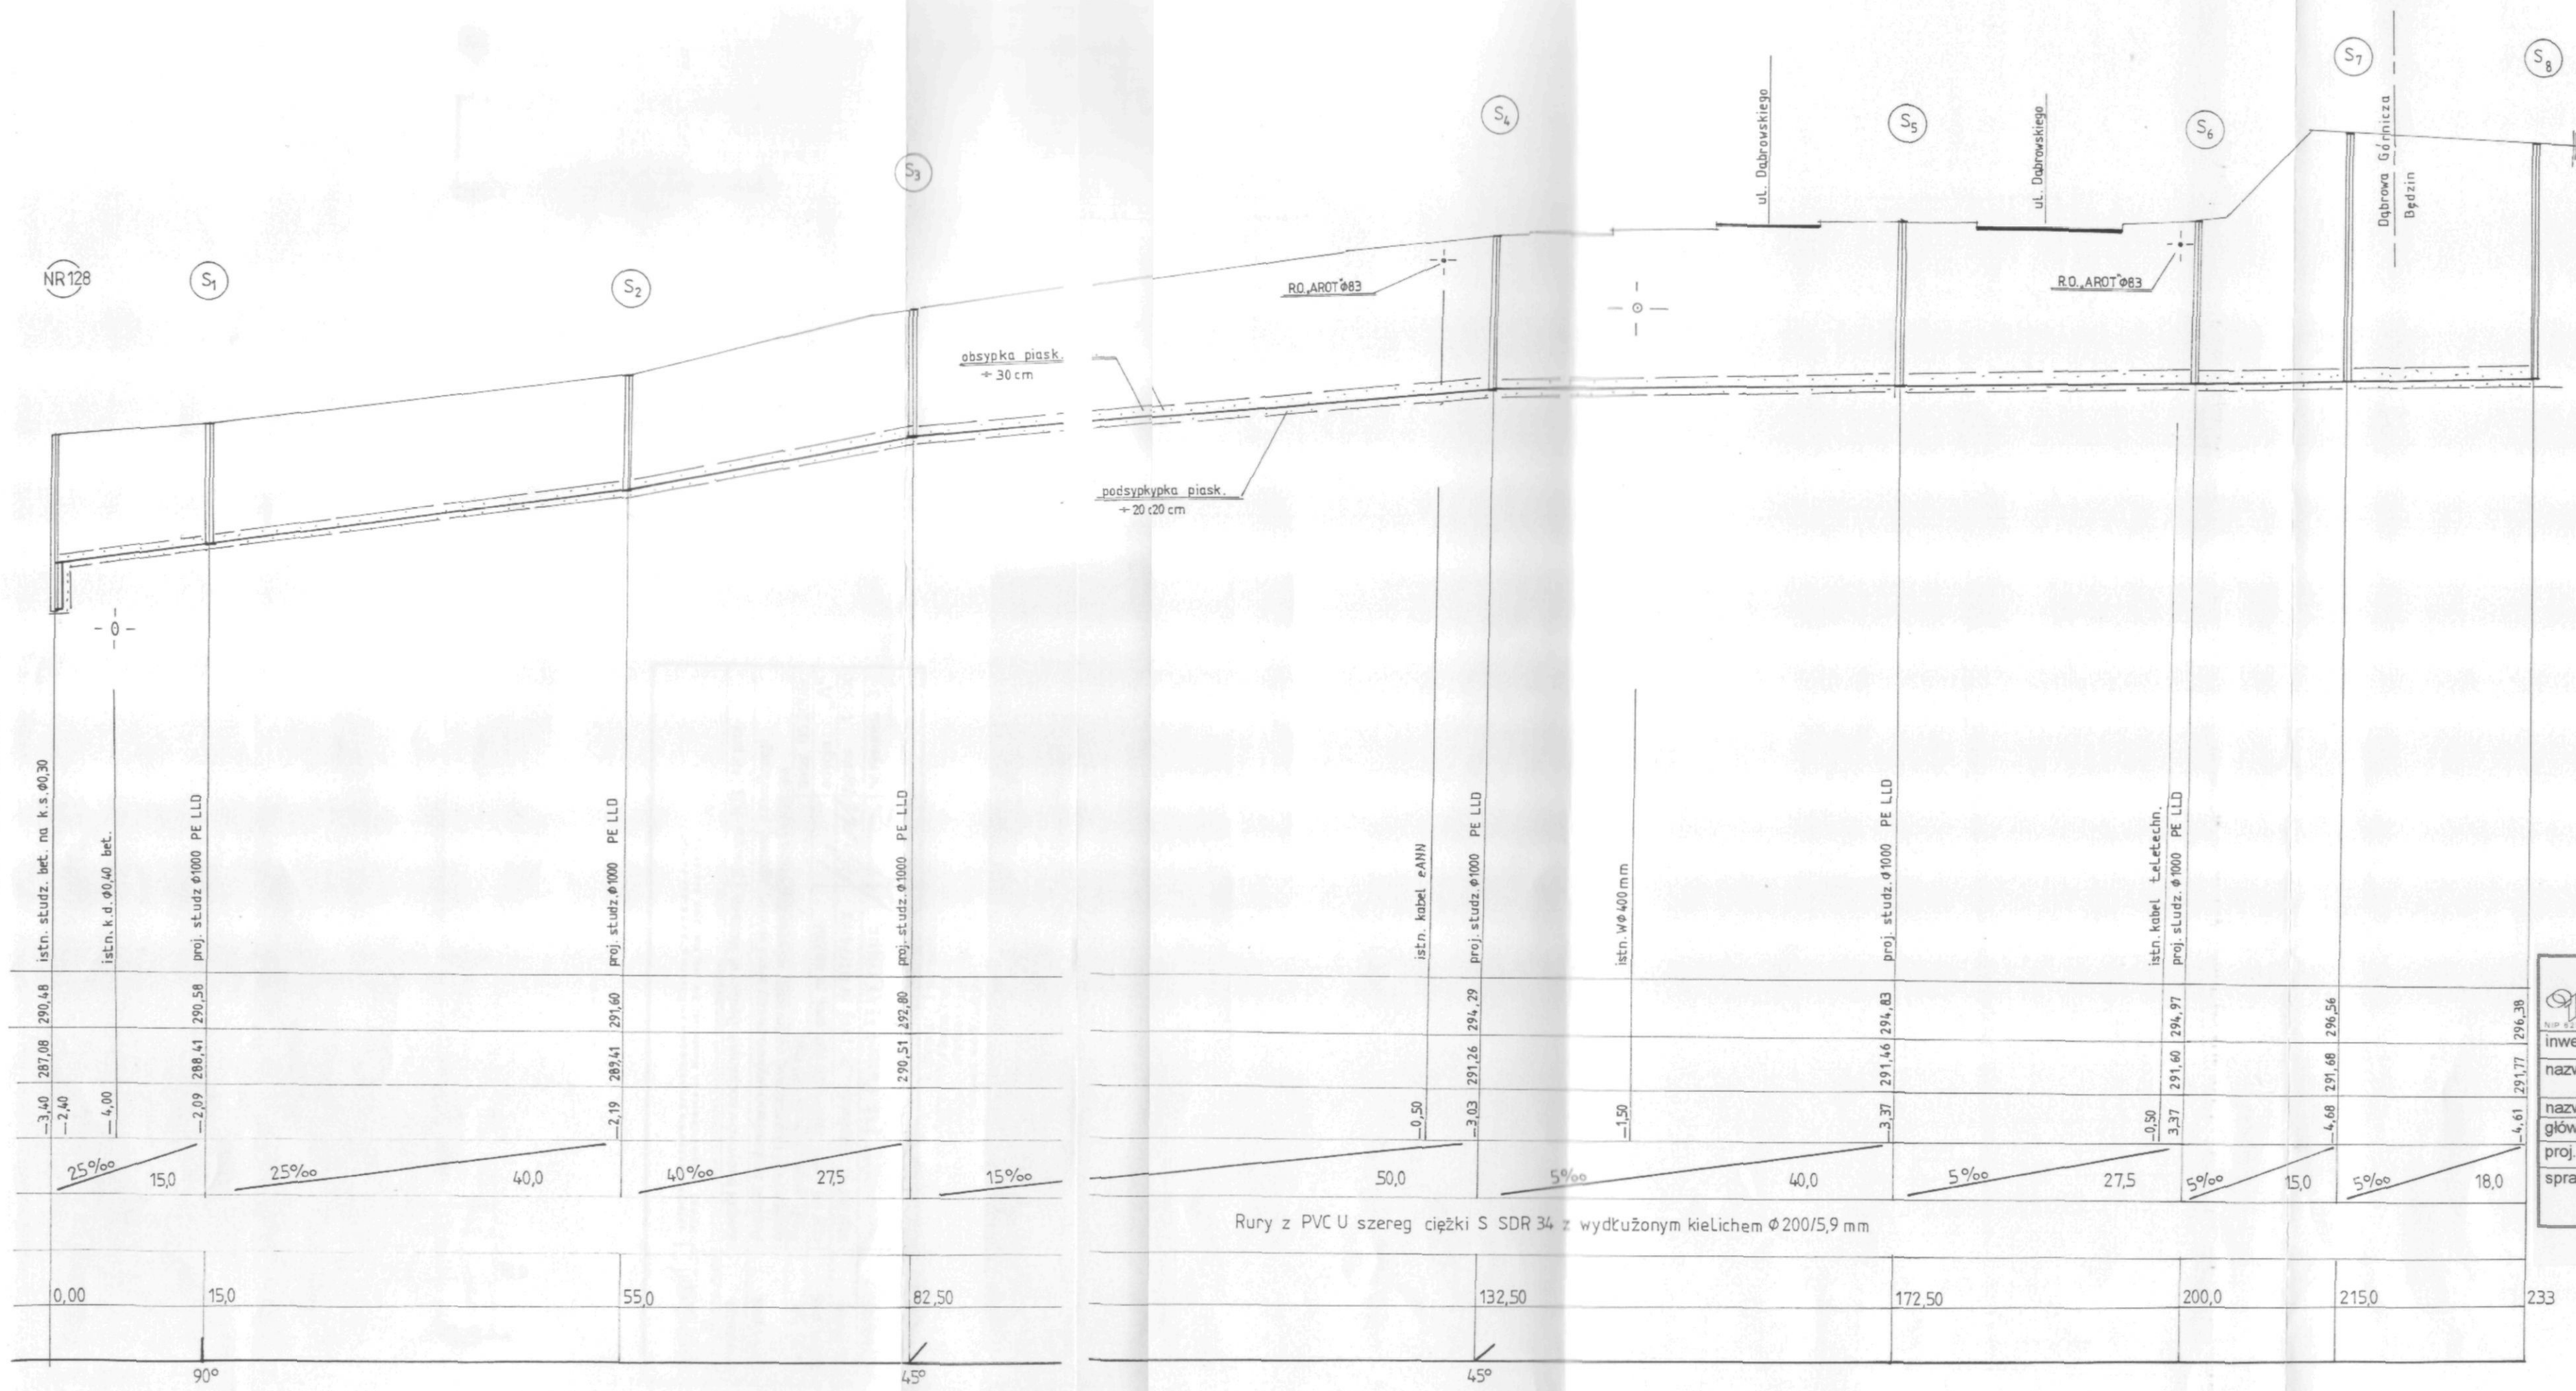 NR128
S1
S2
S3
S4
S5
S6
S7
S8
ul. Dąbrowskiego
ul. Dąbrowskiego
Dąbrowa Górnicza
Będzin
R.O. „AROT" Φ83
R.O. „AROT" Φ83
obsypka piask.
÷ 30 cm
podsypkypka piask.
÷ 20 c20 cm
istn. studz. bet. na k.s. Φ0,30
istn. k.d. Φ0,40 bet.
proj. studz. Φ1000 PE LLD
proj. studz. Φ1000 PE LLD
proj. studz. Φ1000 PE LLD
istn. kabel eANN
proj. studz. Φ1000 PE LLD
istn. WΦ400mm
proj. studz. Φ1000 PE LLD
istn. kabel teletechn.
proj. studz. Φ1000 PE LLD
290,48 290,58 291,60 292,80 294,29 294,83 294,97 296,56 296,38
287,08 288,41 289,41 290,51 291,26 291,46 291,60 291,68 291,77
-3,40 -2,40 -4,00 -2,09 -2,19 -0,50 -3,03 -1,50 -3,37 -0,50 3,37 -4,68 -4,61
25‰ 15,0 25‰ 40,0 40‰ 27,5 15‰ 50,0 5‰ 40,0 5‰ 27,5 5‰ 15,0 5‰ 18,0
Rury z PVC U szereg ciężki S SDR 34 z wydłużonym kielichem Φ 200/5,9 mm
0,00 15,0 55,0 82,50 132,50 172,50 200,0 215,0 233
90° 45° 45°
inwe
nazw
nazw
głów
proj.
spra